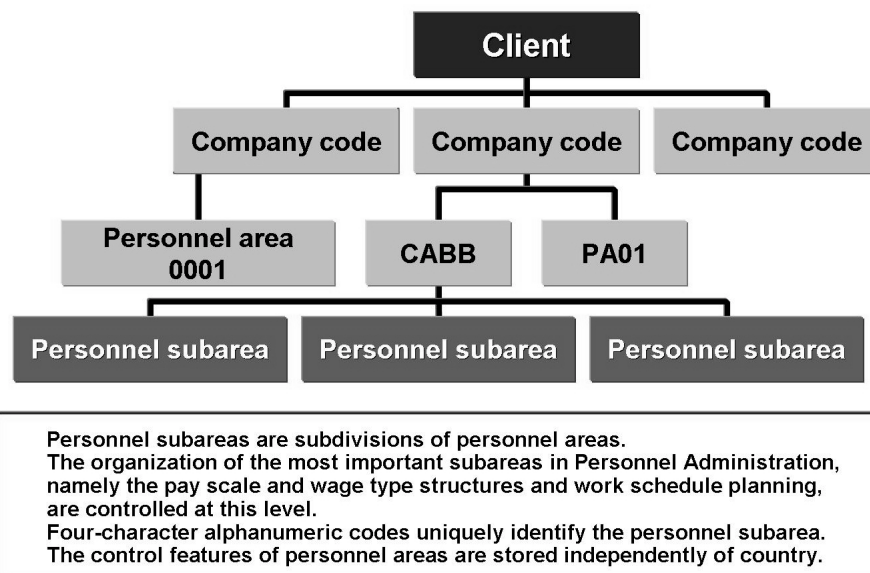 Client
Company code
Company code
Company code
Personnel area
0001
CABB
PA01
Personnel subarea
Personnel subarea
Personnel subarea
Personnel subareas are subdivisions of personnel areas.
The organization of the most important subareas in Personnel Administration,
namely the pay scale and wage type structures and work schedule planning,
are controlled at this level.
Four-character alphanumeric codes uniquely identify the personnel subarea.
The control features of personnel areas are stored independently of country.